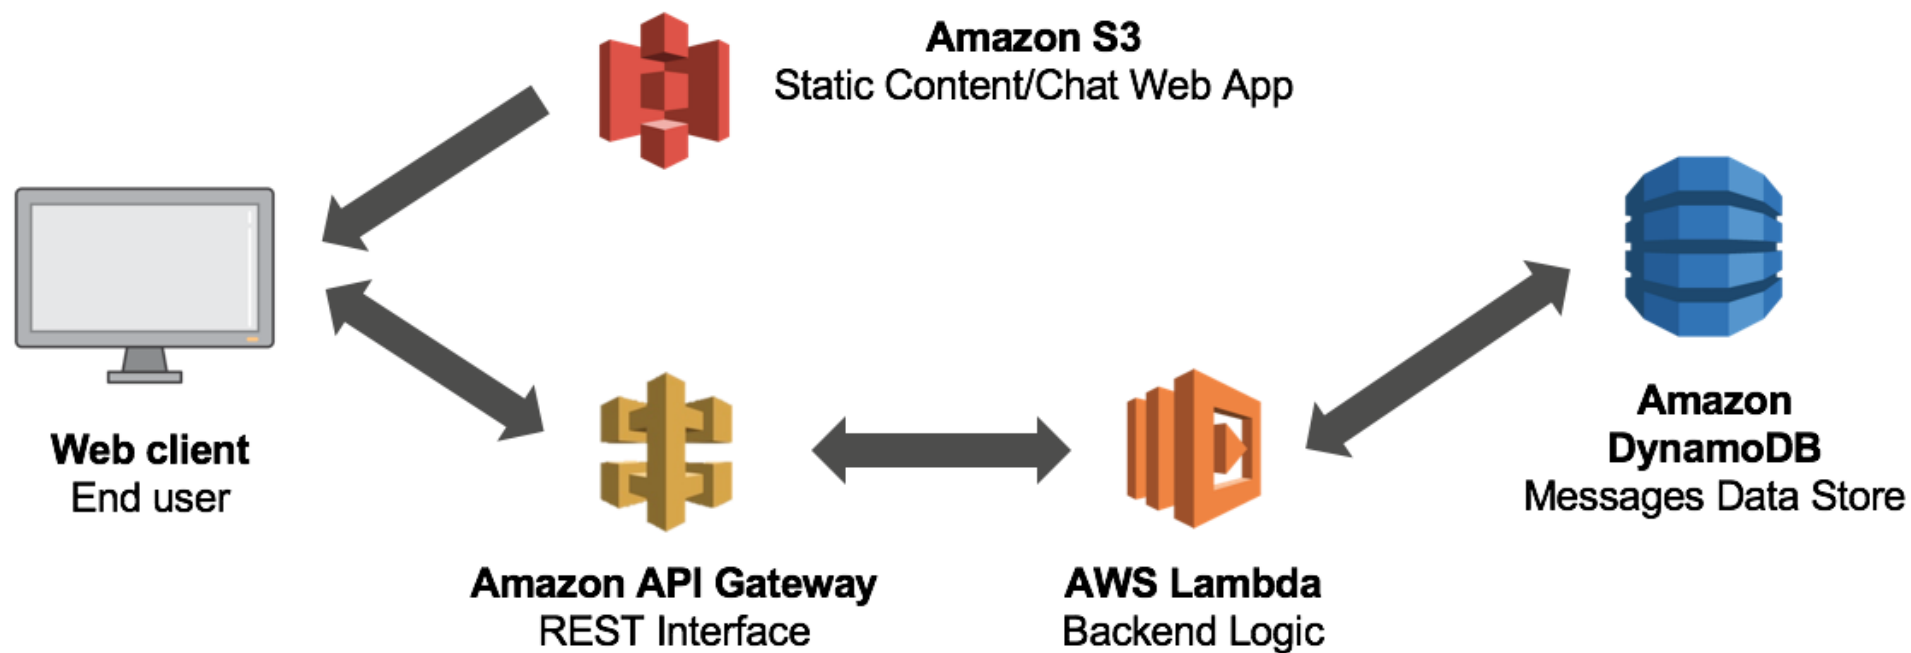 Amazon S3
Static Content/Chat Web App
Web client
End user
Amazon API Gateway
REST Interface
AWS Lambda
Backend Logic
Amazon
DynamoDB
Messages Data Store